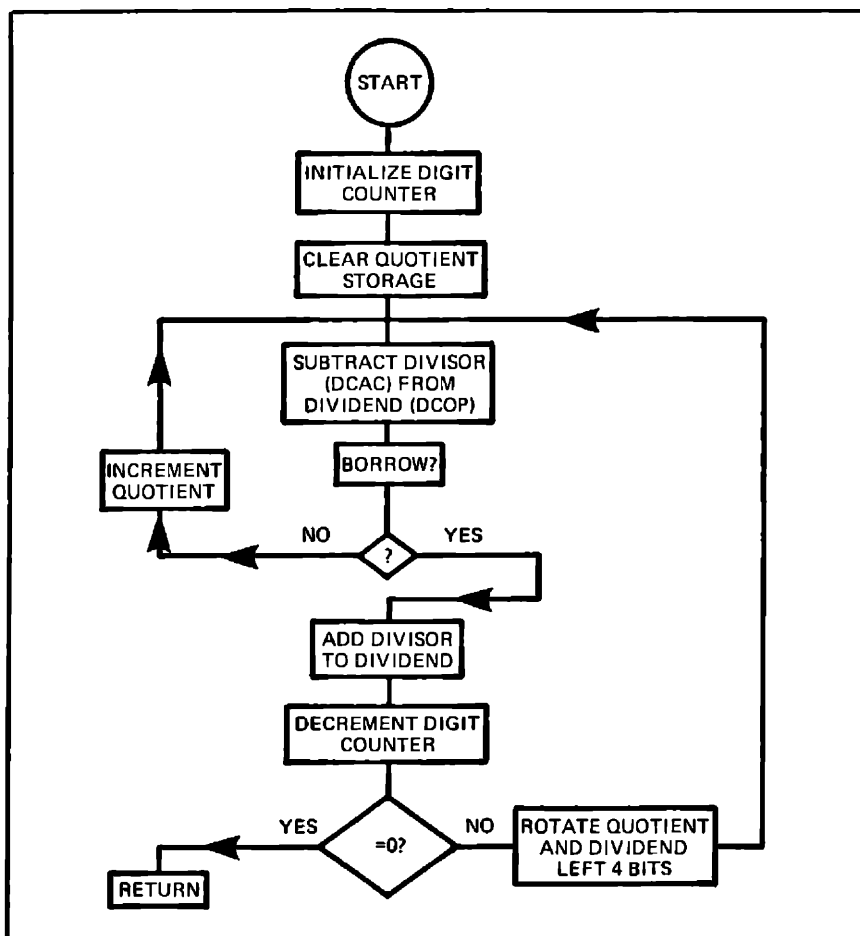 START
INITIALIZE DIGIT
COUNTER
CLEAR QUOTIENT
STORAGE
SUBTRACT DIVISOR
(DCAC) FROM
DIVIDEND (DCOP)
BORROW?
INCREMENT
QUOTIENT
NO
?
YES
ADD DIVISOR
TO DIVIDEND
DECREMENT DIGIT
COUNTER
YES
=0?
NO
ROTATE QUOTIENT
AND DIVIDEND
LEFT 4 BITS
RETURN